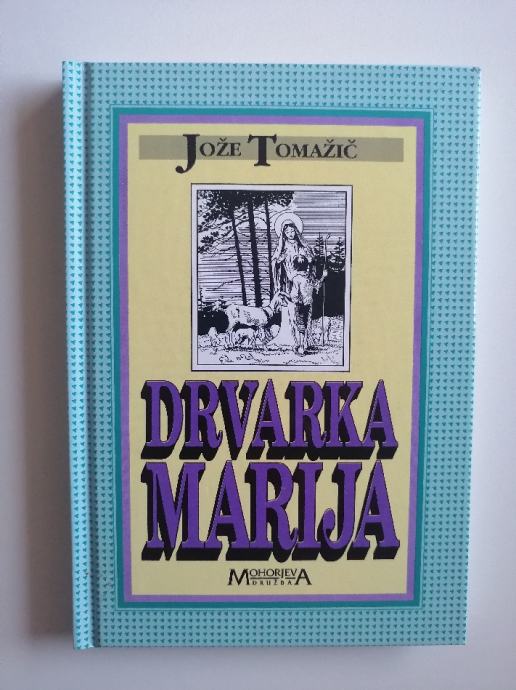 JOŽE TOMAŽIČ
DRVARKA
MARIJA
MOHORJEVA
DRUŽBA